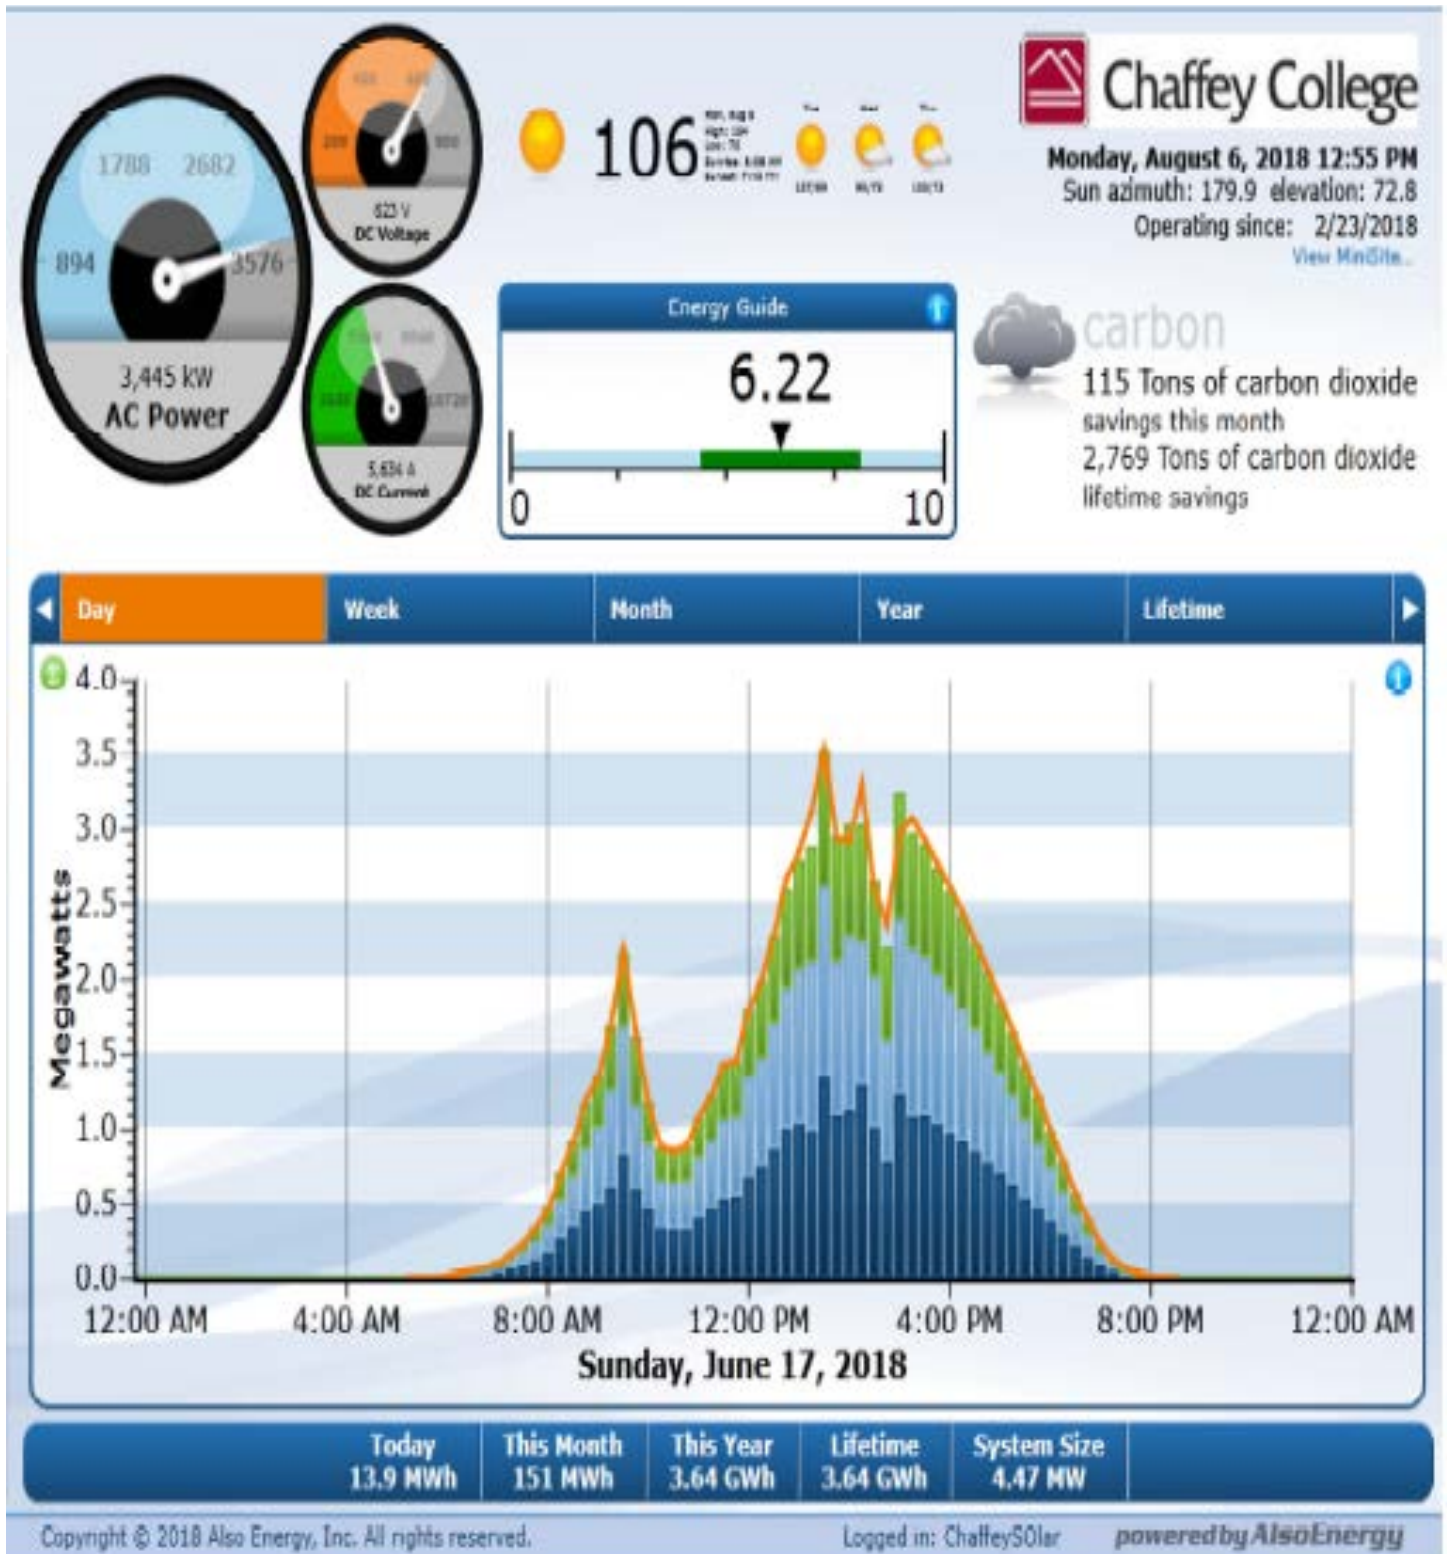 1788 2682
894 3576
3,445 kW
AC Power
623 V
DC Voltage
5,634 A
DC Current
106
Chaffey College
Monday, August 6, 2018 12:55 PM
Sun azimuth: 179.9 elevation: 72.8
Operating since: 2/23/2018
View MiniSite...
Energy Guide
6.22
0 10
carbon
115 Tons of carbon dioxide
savings this month
2,769 Tons of carbon dioxide
lifetime savings
Day Week Month Year Lifetime
4.0
3.5
3.0
2.5
2.0
1.5
1.0
0.5
0.0
Megawatts
12:00 AM 4:00 AM 8:00 AM 12:00 PM 4:00 PM 8:00 PM 12:00 AM
Sunday, June 17, 2018
Today This Month This Year Lifetime System Size
13.9 MWh 151 MWh 3.64 GWh 3.64 GWh 4.47 MW
Copyright © 2018 Also Energy, Inc. All rights reserved. Logged in: ChaffeySOlar poweredbyAlsoEnergy